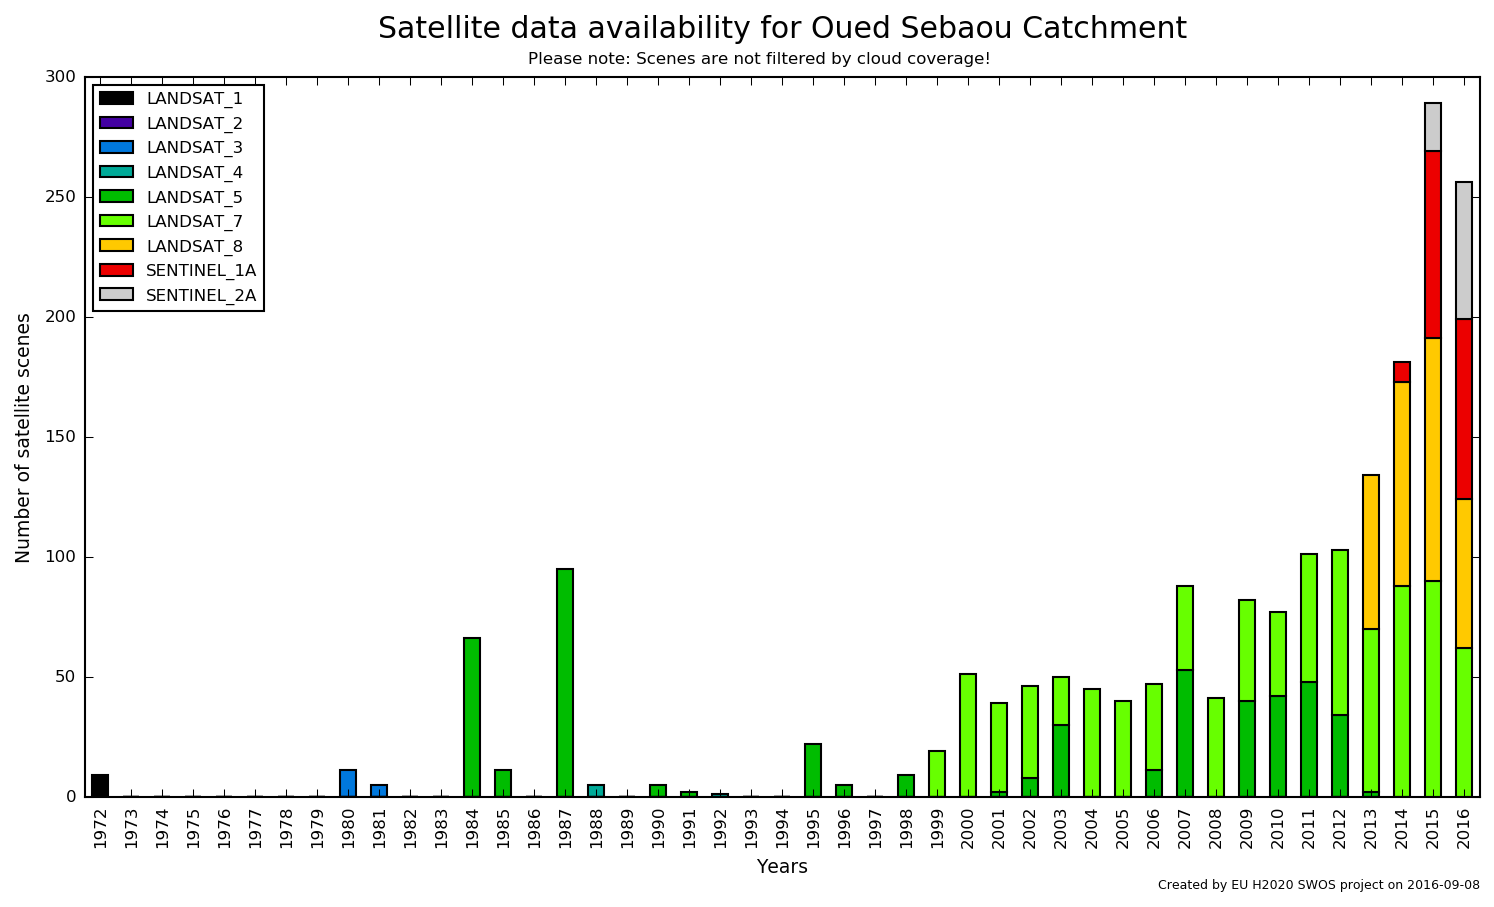 Satellite data availability for Oued Sebaou Catchment
Please note: Scenes are not filtered by cloud coverage!
300
250
200
150
100
50
0
Number of satellite scenes
LANDSAT_1
LANDSAT_2
LANDSAT_3
LANDSAT_4
LANDSAT_5
LANDSAT_7
LANDSAT_8
SENTINEL_1A
SENTINEL_2A
1972 1973 1974 1975 1976 1977 1978 1979 1980 1981 1982 1983 1984 1985 1986 1987 1988 1989 1990 1991 1992 1993 1994 1995 1996 1997 1998 1999 2000 2001 2002 2003 2004 2005 2006 2007 2008 2009 2010 2011 2012 2013 2014 2015 2016
Years
Created by EU H2020 SWOS project on 2016-09-08